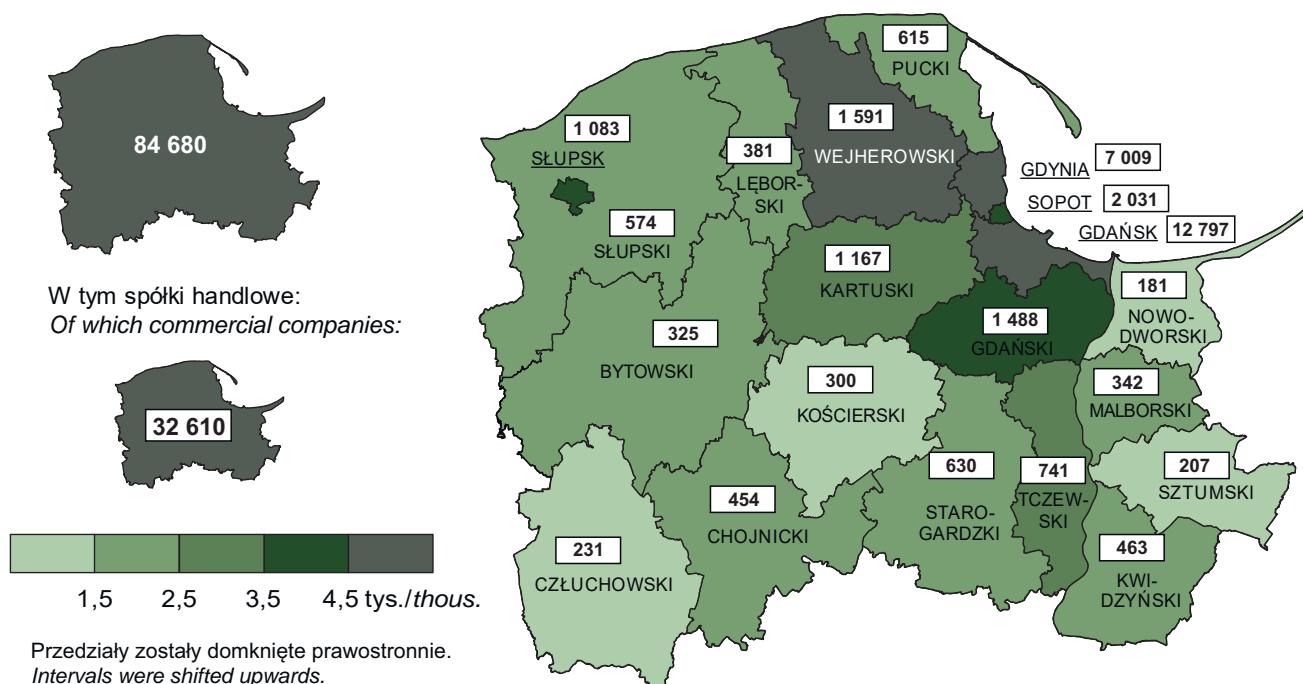 84 680
W tym spółki handlowe:
Of which commercial companies:
32 610
1,5 2,5 3,5 4,5 tys./thous.
Przedziały zostały domknięte prawostronnie.
Intervals were shifted upwards.
615
PUCKI
1 591
WEJHEROWSKI
1 083
SŁUPSK
381
LĘBOR-
SKI
GDYNIA 7 009
SOPOT 2 031
GDAŃSK 12 797
574
SŁUPSKI
1 167
KARTUSKI
181
NOWO-
DWORSKI
1 488
GDAŃSKI
325
BYTOWSKI
300
KOŚCIERSKI
342
MALBORSKI
630
STARO-
GARDZKI
741
TCZEW-
SKI
207
SZTUMSKI
454
CHOJNICKI
231
CZŁUCHOWSKI
463
KWI-
DZYŃSKI